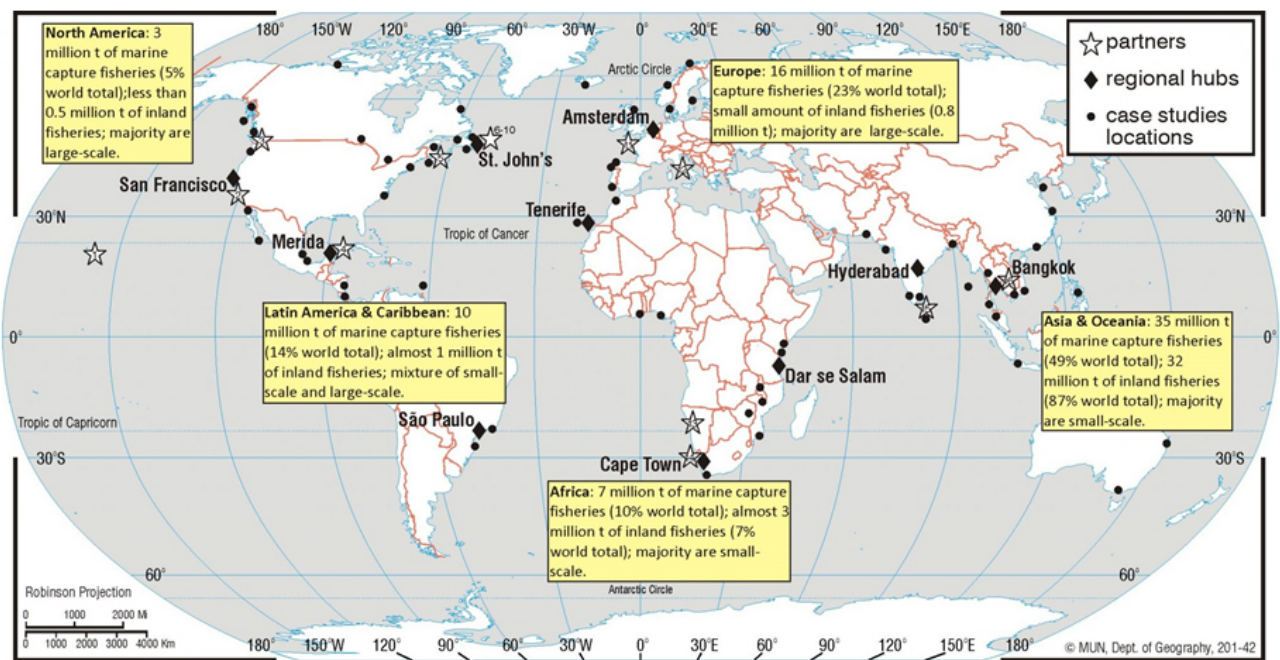 180°
150°
120°
90°
60°
30°W
0°
30°E
60°
90°
120°
150°
180°
North America: 3
million t of marine
capture fisheries (5%
world total);less than
0.5 million t of inland
fisheries; majority are
large-scale.
Arctic Circle
Europe: 16 million t of marine
capture fisheries (23% world total);
small amount of inland fisheries (0.8
million t); majority are large-scale.
partners
regional hubs
case studies
locations
Amsterdam
6-10
St. John's
San Francisco
30°N
Tenerife
30°N
Tropic of Cancer
Merida
Hyderabad
Bangkok
Latin America & Caribbean: 10
million t of marine capture fisheries
(14% world total); almost 1 million t
of inland fisheries; mixture of small-
scale and large-scale.
Asia & Oceania: 35 million t
of marine capture fisheries
(49% world total); 32
million t of inland fisheries
(87% world total); majority
are small-scale.
0°
0°
Dar se Salam
São Paulo
Tropic of Capricorn
30°S
Cape Town
30°S
Africa: 7 million t of marine capture
fisheries (10% world total); almost 3
million t of inland fisheries (7%
world total); majority are small-
scale.
60°
60°
Antarctic Circle
Robinson Projection
0 1000 2000 Mi
0 1000 2000 3000 4000 Km
180°
150°
120°
90°
60°
30°W
0°
30°E
60°
90°
120°
150°E
180°
© MUN, Dept. of Geography, 201-42